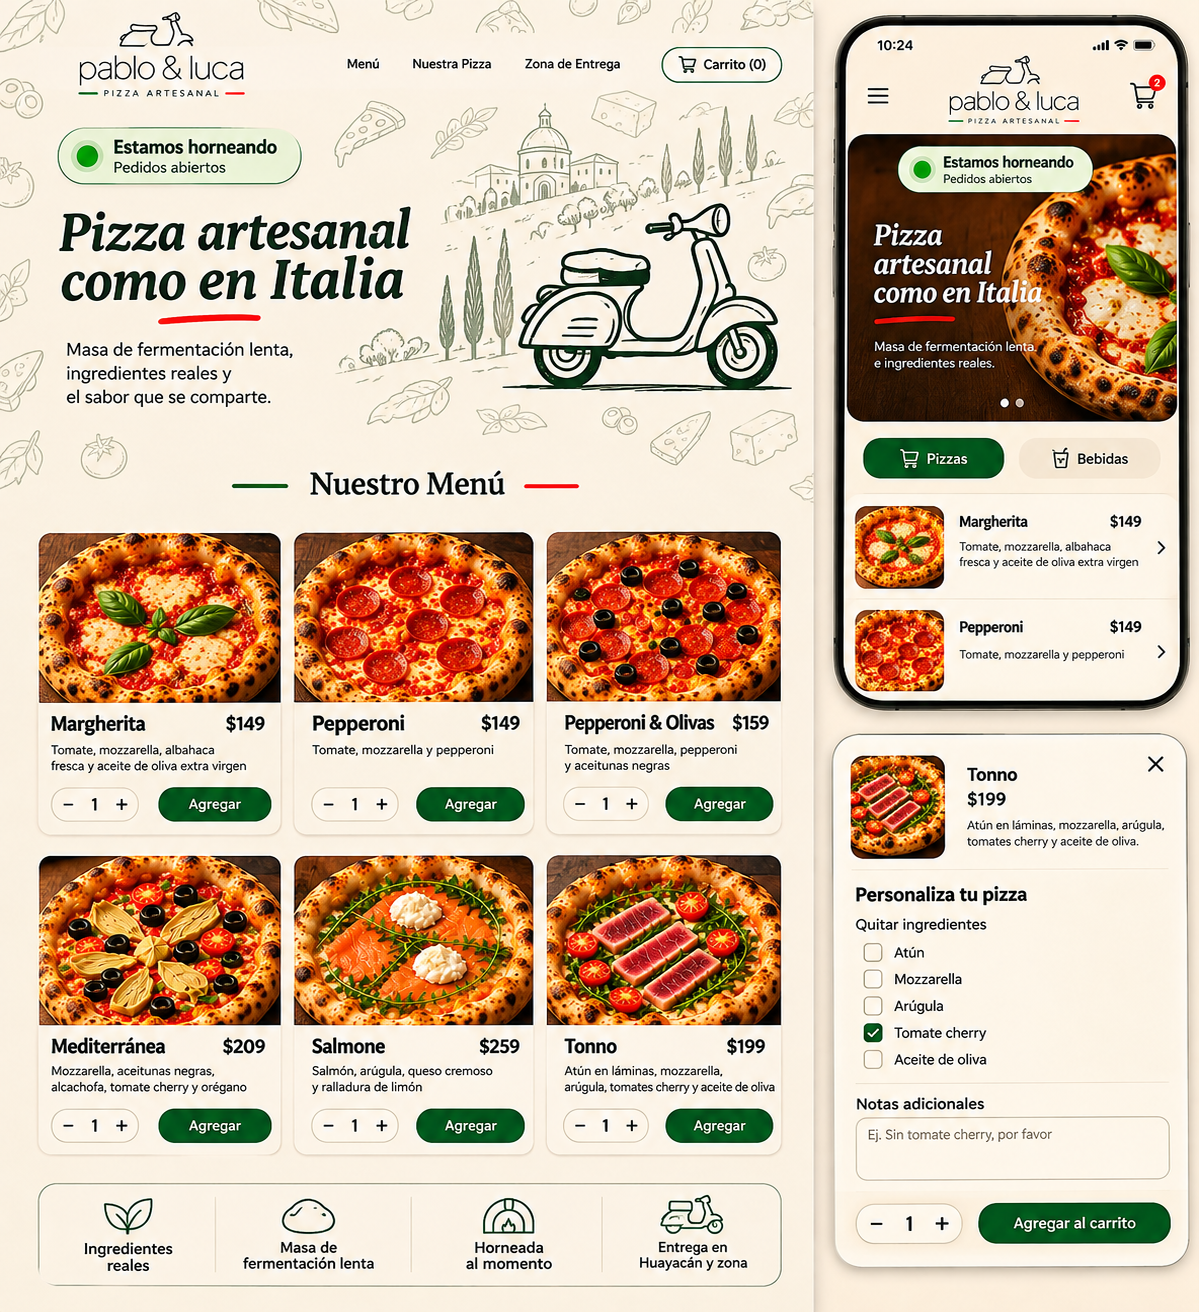 pablo & luca
PIZZA ARTESANAL
Menú
Nuestra Pizza
Zona de Entrega
Carrito (0)
Estamos horneando
Pedidos abiertos
Pizza artesanal
como en Italia
Masa de fermentación lenta,
ingredientes reales y
el sabor que se comparte.
Nuestro Menú
Margherita $149
Tomate, mozzarella, albahaca
fresca y aceite de oliva extra virgen
− 1 + Agregar
Pepperoni $149
Tomate, mozzarella y pepperoni
− 1 + Agregar
Pepperoni & Olivas $159
Tomate, mozzarella, pepperoni
y aceitunas negras
− 1 + Agregar
Mediterránea $209
Mozzarella, aceitunas negras,
alcachofa, tomate cherry y orégano
− 1 + Agregar
Salmone $259
Salmón, arúgula, queso cremoso
y ralladura de limón
− 1 + Agregar
Tonno $199
Atún en láminas, mozzarella,
arúgula, tomates cherry y aceite de oliva
− 1 + Agregar
Ingredientes
reales
Masa de
fermentación lenta
Horneada
al momento
Entrega en
Huayacán y zona
10:24
pablo & luca
PIZZA ARTESANAL
2
Estamos horneando
Pedidos abiertos
Pizza
artesanal
como en Italia
Masa de fermentación lenta.
e ingredientes reales.
Pizzas
Bebidas
Margherita $149
Tomate, mozzarella, albahaca
fresca y aceite de oliva extra virgen
Pepperoni $149
Tomate, mozzarella y pepperoni
Tonno
$199
Atún en láminas, mozzarella, arúgula,
tomates cherry y aceite de oliva.
Personaliza tu pizza
Quitar ingredientes
Atún
Mozzarella
Arúgula
Tomate cherry
Aceite de oliva
Notas adicionales
Ej. Sin tomate cherry, por favor
− 1 + Agregar al carrito